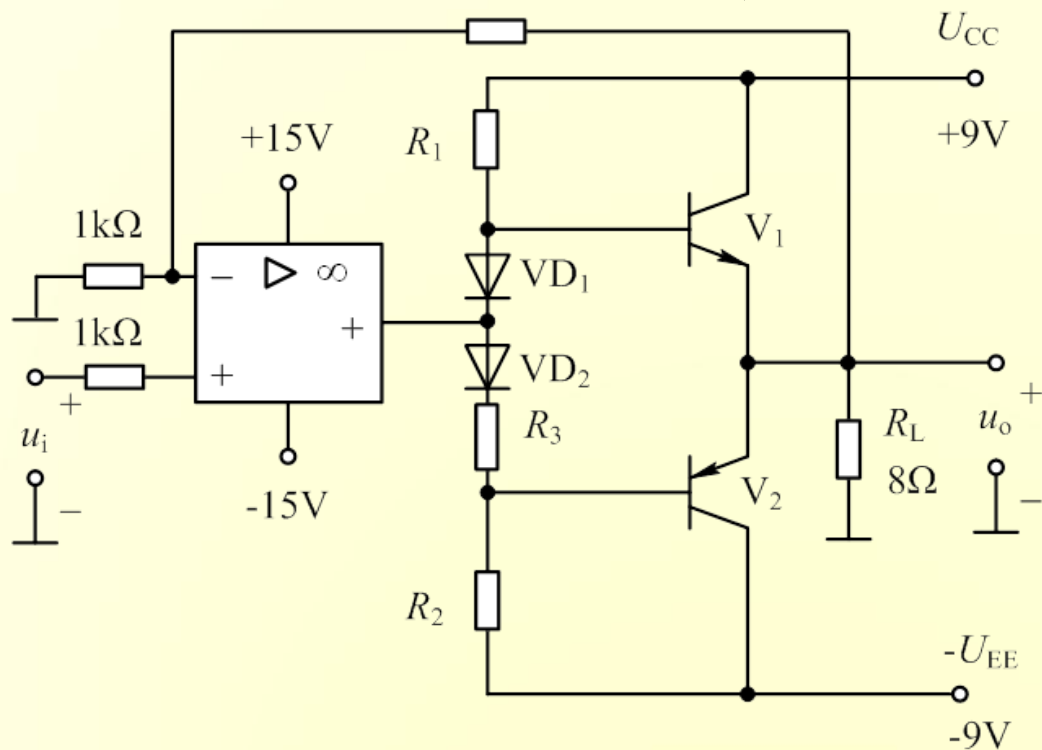 U_CC
+9V
R_1
+15V
1kΩ
V_1
− ▷ ∞
VD_1
+
1kΩ
+
VD_2
+
+
u_i
R_3
R_L
u_o
8Ω
V_2
−
-15V
−
R_2
-U_EE
-9V